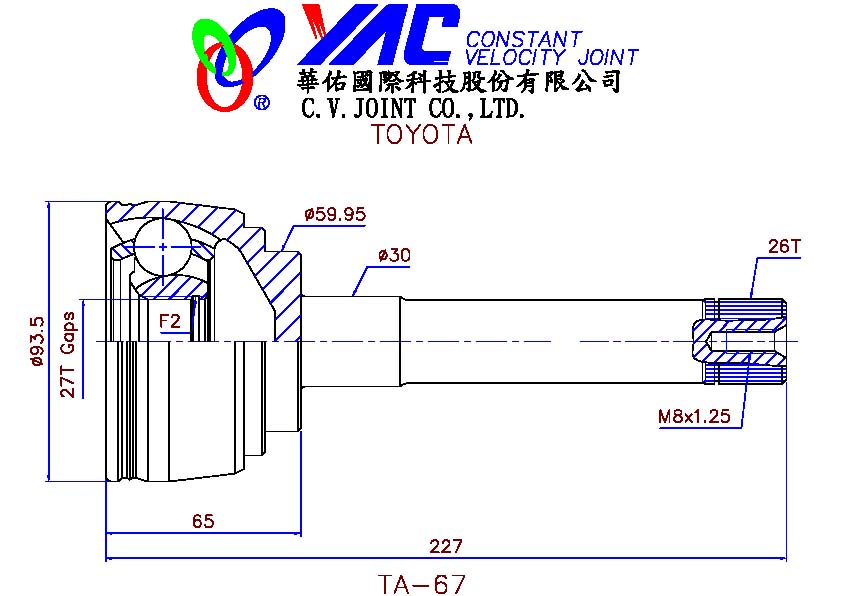 YAC CONSTANT
VELOCITY JOINT
®
華佑國際科技股份有限公司
C.V.JOINT CO.,LTD.
TOYOTA
ø59.95
ø30
26T
F2
ø93.5
27T Gaps
M8x1.25
65
227
TA-67